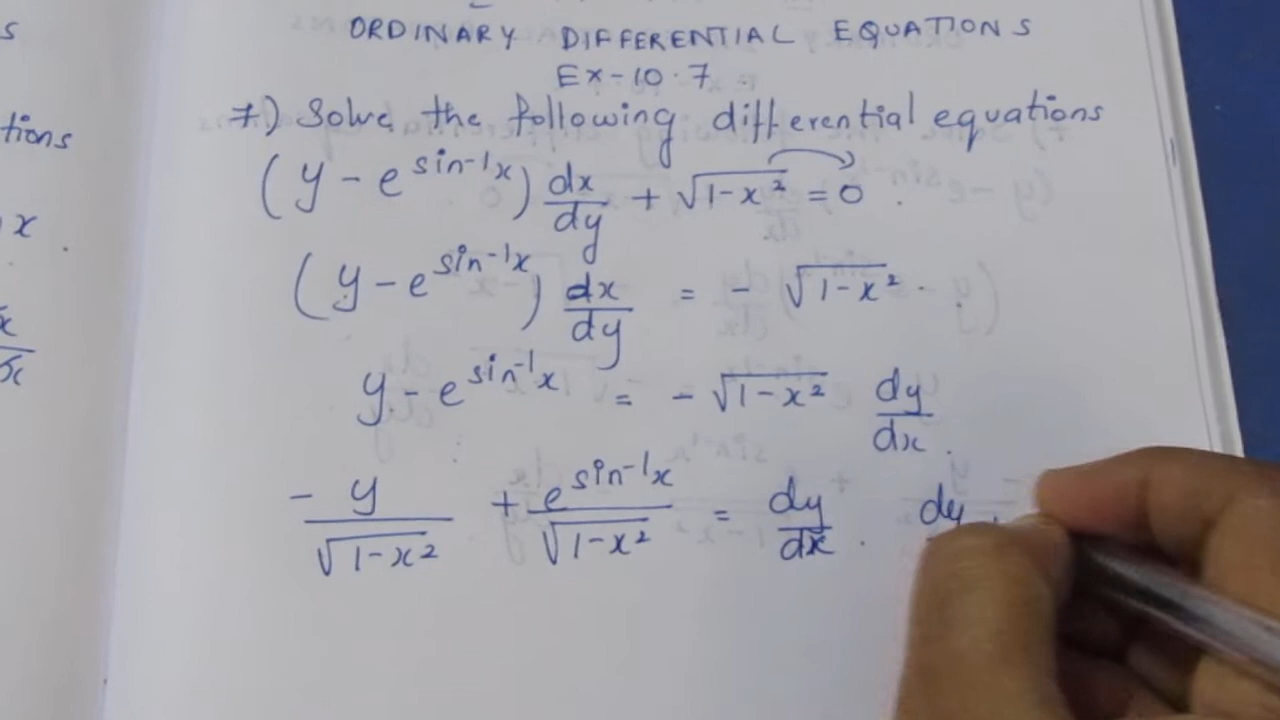 s
tions
x .
x
ORDINARY DIFFERENTIAL EQUATIONS
Ex-10.7
7) Solve the following differential equations
(y - e^{sin^{-1}x}) dx/dy + √(1-x²) = 0 .
(y - e^{sin^{-1}x}) dx/dy = - √(1-x²) .
y - e^{sin^{-1}x} = - √(1-x²) dy/dx .
- y/√(1-x²) + e^{sin^{-1}x}/√(1-x²) = dy/dx . dy